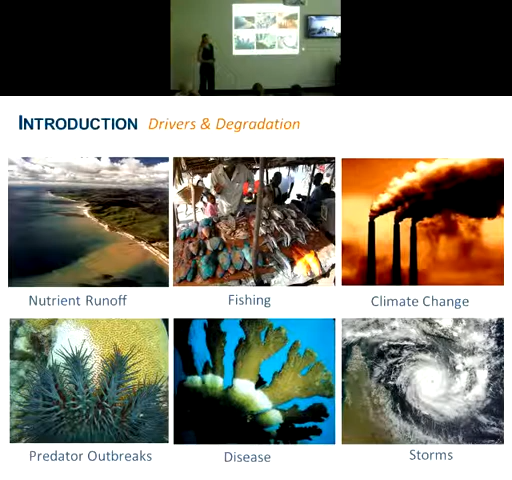 INTRODUCTION Drivers & Degradation
Nutrient Runoff
Fishing
Climate Change
Predator Outbreaks
Disease
Storms